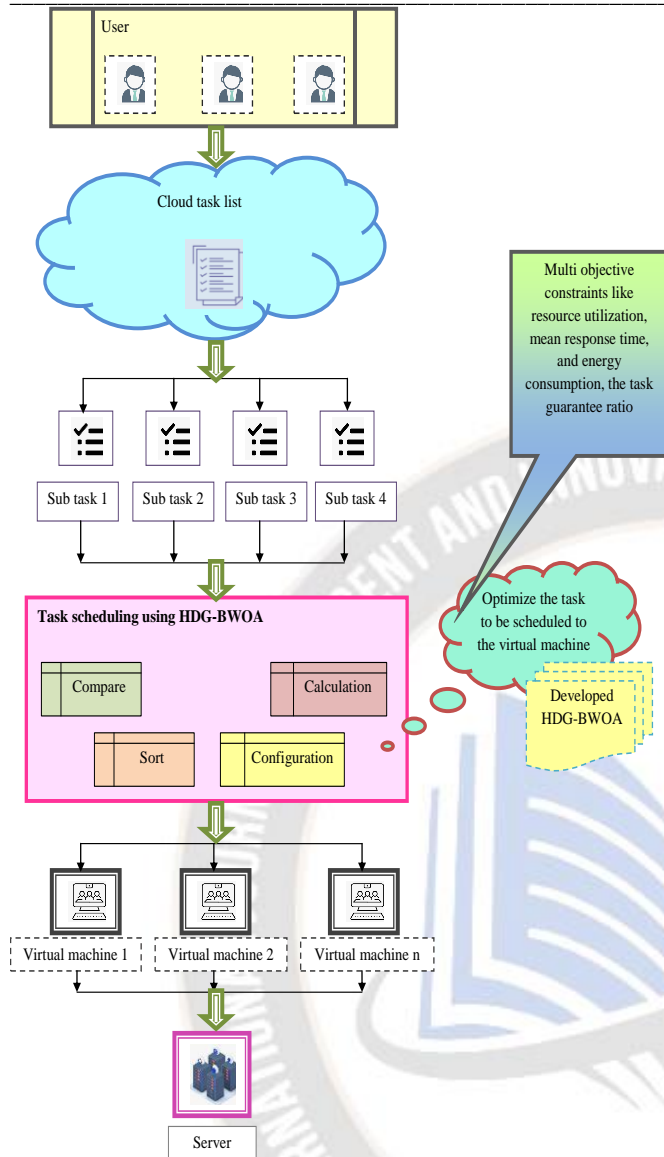 User
Cloud task list
Multi objective
constraints like
resource utilization,
mean response time,
and energy
consumption, the task
guarantee ratio
Sub task 1
Sub task 2
Sub task 3
Sub task 4
Task scheduling using HDG-BWOA
Compare
Calculation
Sort
Configuration
Optimize the task
to be scheduled to
the virtual machine
Developed
HDG-BWOA
Virtual machine 1
Virtual machine 2
Virtual machine n
Server